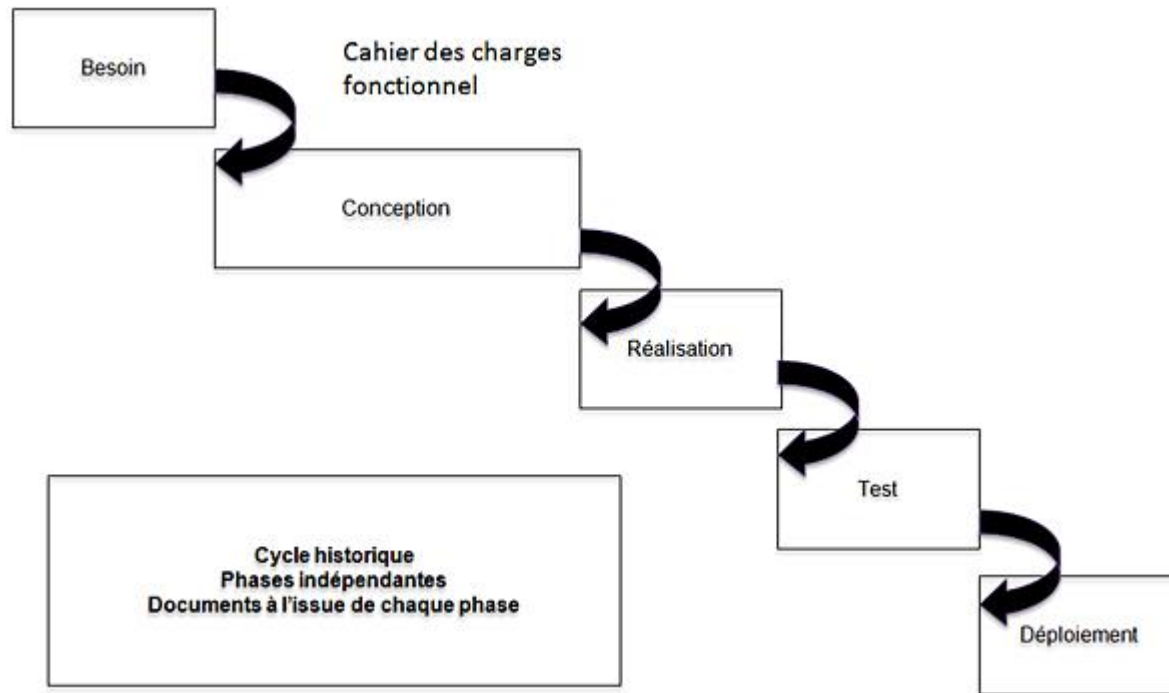 Besoin
Cahier des charges
fonctionnel
Conception
Réalisation
Test
Cycle historique
Phases indépendantes
Documents à l'issue de chaque phase
Déploiement